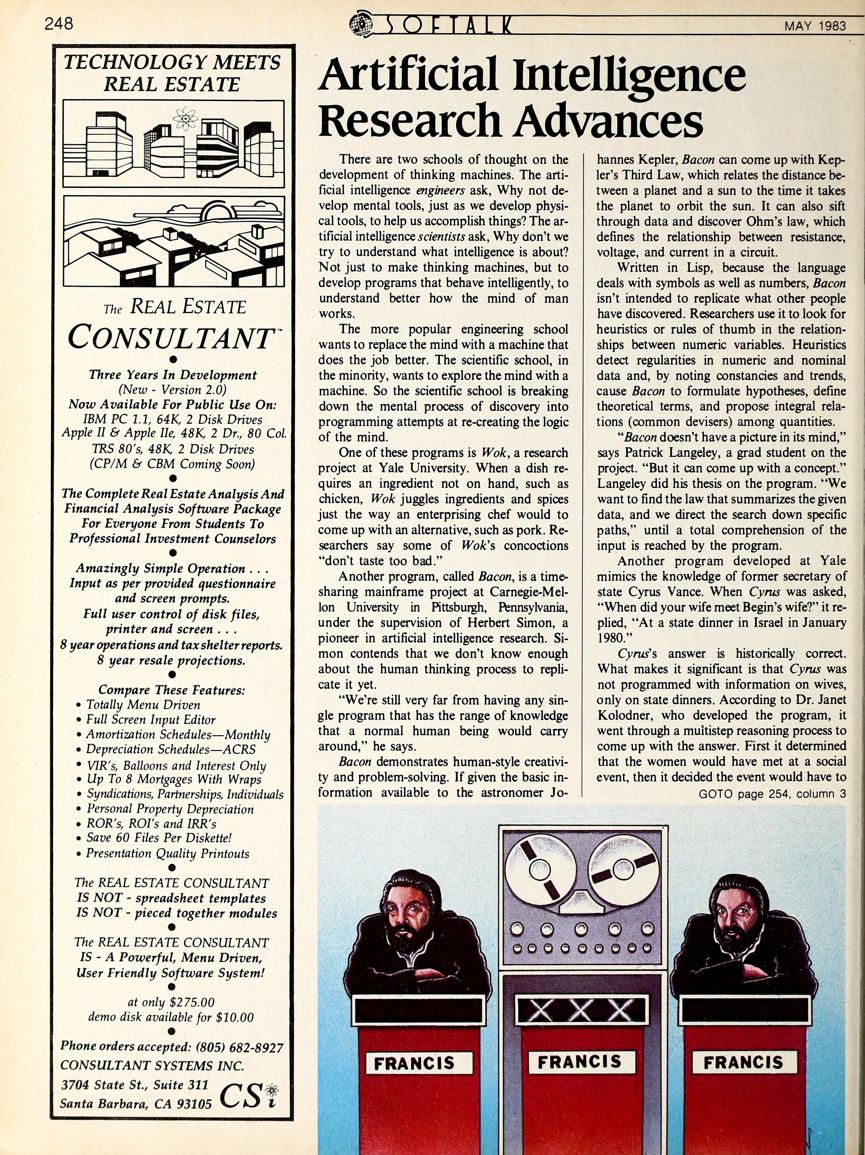 248
SOFTALK
MAY 1983
TECHNOLOGY MEETS
REAL ESTATE
The REAL ESTATE
CONSULTANT™
•
Three Years In Development
(New - Version 2.0)
Now Available For Public Use On:
IBM PC 1.1, 64K, 2 Disk Drives
Apple II & Apple IIe, 48K, 2 Dr., 80 Col.
TRS 80's, 48K, 2 Disk Drives
(CP/M & CBM Coming Soon)
•
The Complete Real Estate Analysis And
Financial Analysis Software Package
For Everyone From Students To
Professional Investment Counselors
•
Amazingly Simple Operation . . .
Input as per provided questionnaire
and screen prompts.
Full user control of disk files,
printer and screen . . .
8 year operations and tax shelter reports.
8 year resale projections.
•
Compare These Features:
• Totally Menu Driven
• Full Screen Input Editor
• Amortization Schedules—Monthly
• Depreciation Schedules—ACRS
• VIR's, Balloons and Interest Only
• Up To 8 Mortgages With Wraps
• Syndications, Partnerships, Individuals
• Personal Property Depreciation
• ROR's, ROI's and IRR's
• Save 60 Files Per Diskette!
• Presentation Quality Printouts
•
The REAL ESTATE CONSULTANT
IS NOT - spreadsheet templates
IS NOT - pieced together modules
•
The REAL ESTATE CONSULTANT
IS - A Powerful, Menu Driven,
User Friendly Software System!
•
at only $275.00
demo disk available for $10.00
•
Phone orders accepted: (805) 682-8927
CONSULTANT SYSTEMS INC.
3704 State St., Suite 311
Santa Barbara, CA 93105
CSi
Artificial Intelligence
Research Advances
There are two schools of thought on the
development of thinking machines. The arti-
ficial intelligence engineers ask, Why not de-
velop mental tools, just as we develop physi-
cal tools, to help us accomplish things? The ar-
tificial intelligence scientists ask, Why don't we
try to understand what intelligence is about?
Not just to make thinking machines, but to
develop programs that behave intelligently, to
understand better how the mind of man
works.
The more popular engineering school
wants to replace the mind with a machine that
does the job better. The scientific school, in
the minority, wants to explore the mind with a
machine. So the scientific school is breaking
down the mental process of discovery into
programming attempts at re-creating the logic
of the mind.
One of these programs is Wok, a research
project at Yale University. When a dish re-
quires an ingredient not on hand, such as
chicken, Wok juggles ingredients and spices
just the way an enterprising chef would to
come up with an alternative, such as pork. Re-
searchers say some of Wok's concoctions
“don't taste too bad.”
Another program, called Bacon, is a time-
sharing mainframe project at Carnegie-Mel-
lon University in Pittsburgh, Pennsylvania,
under the supervision of Herbert Simon, a
pioneer in artificial intelligence research. Si-
mon contends that we don't know enough
about the human thinking process to repli-
cate it yet.
“We're still very far from having any sin-
gle program that has the range of knowledge
that a normal human being would carry
around,” he says.
Bacon demonstrates human-style creativi-
ty and problem-solving. If given the basic in-
formation available to the astronomer Jo-
hannes Kepler, Bacon can come up with Kep-
ler's Third Law, which relates the distance be-
tween a planet and a sun to the time it takes
the planet to orbit the sun. It can also sift
through data and discover Ohm's law, which
defines the relationship between resistance,
voltage, and current in a circuit.
Written in Lisp, because the language
deals with symbols as well as numbers, Bacon
isn't intended to replicate what other people
have discovered. Researchers use it to look for
heuristics or rules of thumb in the relation-
ships between numeric variables. Heuristics
detect regularities in numeric and nominal
data and, by noting constancies and trends,
cause Bacon to formulate hypotheses, define
theoretical terms, and propose integral rela-
tions (common devisers) among quantities.
“Bacon doesn't have a picture in its mind,”
says Patrick Langeley, a grad student on the
project. “But it can come up with a concept.”
Langeley did his thesis on the program. “We
want to find the law that summarizes the given
data, and we direct the search down specific
paths,” until a total comprehension of the
input is reached by the program.
Another program developed at Yale
mimics the knowledge of former secretary of
state Cyrus Vance. When Cyrus was asked,
“When did your wife meet Begin's wife?” it re-
plied, “At a state dinner in Israel in January
1980.”
Cyrus's answer is historically correct.
What makes it significant is that Cyrus was
not programmed with information on wives,
only on state dinners. According to Dr. Janet
Kolodner, who developed the program, it
went through a multistep reasoning process to
come up with the answer. First it determined
that the women would have met at a social
event, then it decided the event would have to
GOTO page 254, column 3
XXX
FRANCIS
FRANCIS
FRANCIS